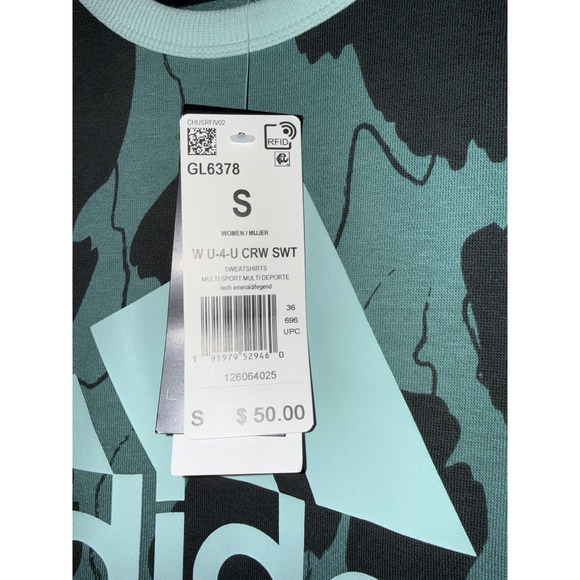 CHUSRFIV02
RFID
GL6378
S
WOMEN / MUJER
W U-4-U CRW SWT
SWEATSHIRTS
MULTI SPORT MULTI DEPORTE
tech emerald/legend
36
696
UPC
1 91979 52946 0
126064025
S $ 50.00
adidas